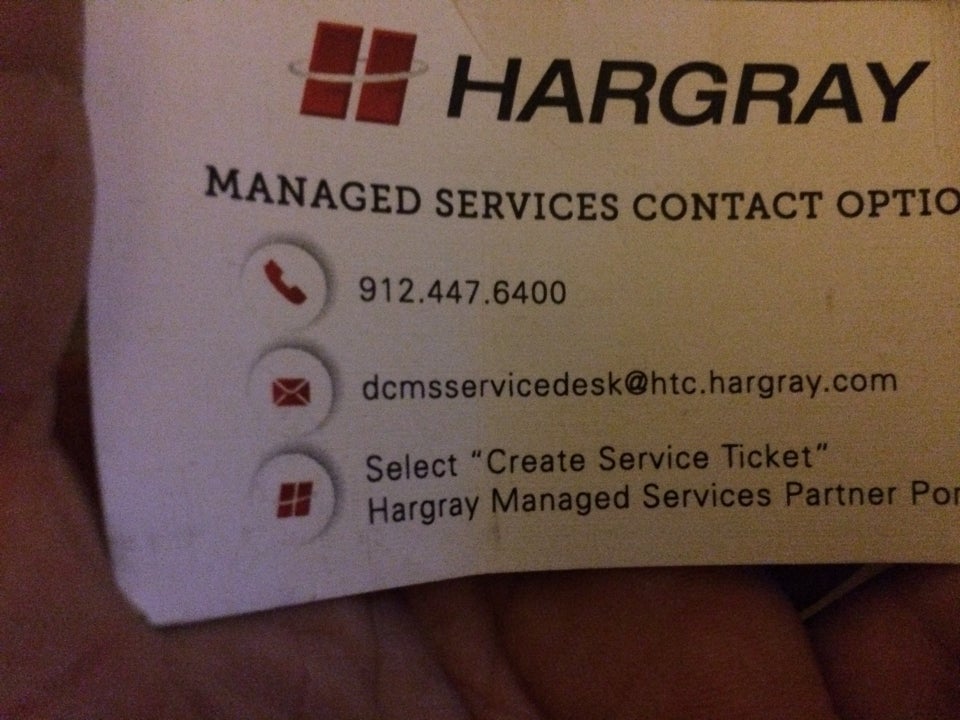 HARGRAY
MANAGED SERVICES CONTACT OPTIO
912.447.6400
dcmsservicedesk@htc.hargray.com
Select “Create Service Ticket”
Hargray Managed Services Partner Por